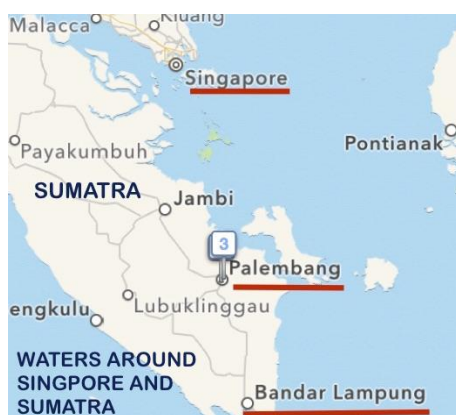 Malacca
Kluang
Singapore
Payakumbuh
Pontianak
SUMATRA
Jambi
3
Palembang
engkulu
Lubuklinggau
WATERS AROUND
SINGPORE AND
SUMATRA
Bandar Lampung